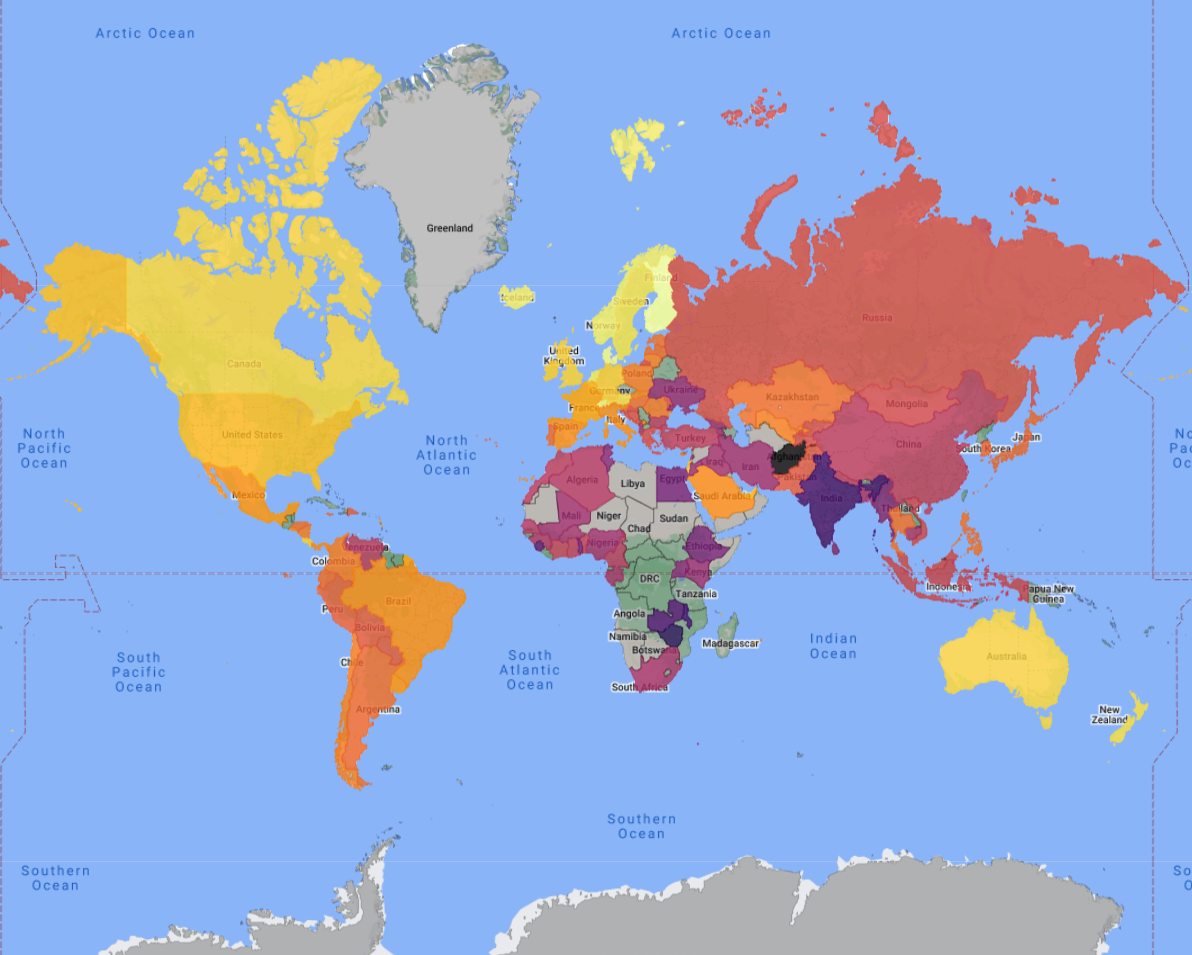 Arctic Ocean
Arctic Ocean
Greenland
Iceland
Finland
Sweden
Norway
Russia
United
Kingdom
Canada
Germany
Poland
Ukraine
Kazakhstan
Mongolia
France
Italy
Spain
North
Pacific
Ocean
United States
North
Atlantic
Ocean
Turkey
China
South Korea
Japan
Iraq
Iran
Afghanistan
Pakistan
Mexico
Algeria
Libya
Egypt
Saudi Arabia
India
Mali
Niger
Chad
Sudan
Thailand
Nigeria
Ethiopia
Venezuela
Colombia
Kenya
DRC
Tanzania
Indonesia
Papua New
Guinea
Brazil
Peru
Angola
Bolivia
Namibia
Botswana
Madagascar
Indian
Ocean
South
Pacific
Ocean
Chile
South
Atlantic
Ocean
South Africa
Australia
Argentina
New
Zealand
Southern
Ocean
Southern
Ocean
No
Pac
Oc
So
O